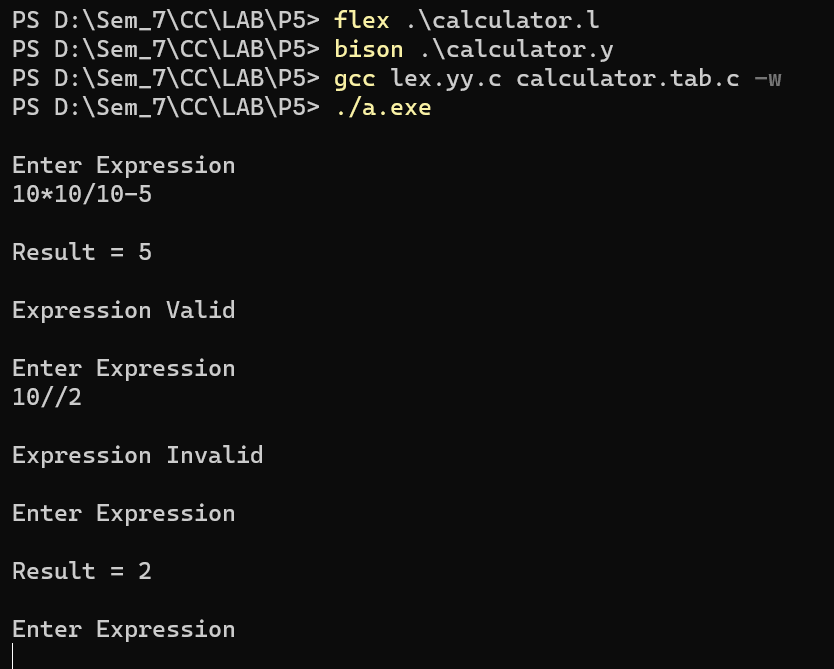 PS D:\Sem_7\CC\LAB\P5> flex .\calculator.l
PS D:\Sem_7\CC\LAB\P5> bison .\calculator.y
PS D:\Sem_7\CC\LAB\P5> gcc lex.yy.c calculator.tab.c -w
PS D:\Sem_7\CC\LAB\P5> ./a.exe
Enter Expression
10*10/10-5
Result = 5
Expression Valid
Enter Expression
10//2
Expression Invalid
Enter Expression
Result = 2
Enter Expression